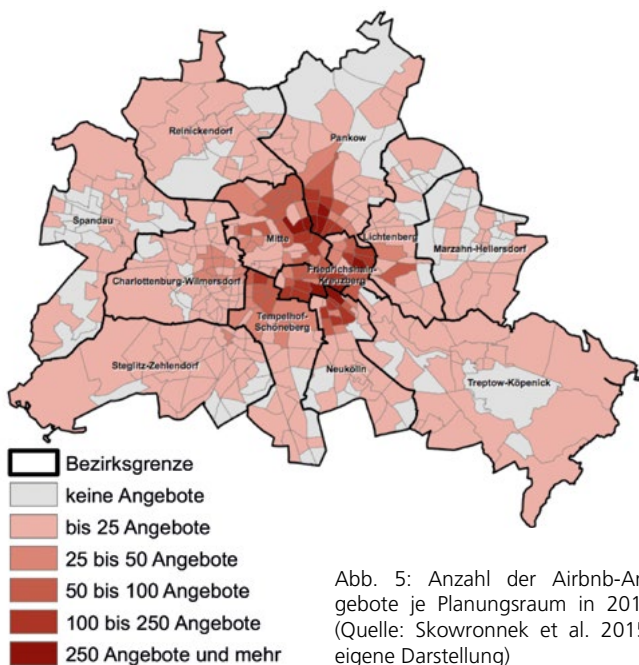 Reinickendorf
Pankow
Spandau
Mitte
Lichtenberg
Marzahn-Hellersdorf
Charlottenburg-Wilmersdorf
Friedrichshain-
Kreuzberg
Tempelhof-
Schöneberg
Steglitz-Zehlendorf
Neukölln
Treptow-Köpenick
Bezirksgrenze
keine Angebote
bis 25 Angebote
25 bis 50 Angebote
50 bis 100 Angebote
100 bis 250 Angebote
250 Angebote und mehr
Abb. 5: Anzahl der Airbnb-An
gebote je Planungsraum in 201
(Quelle: Skowronnek et al. 2015
eigene Darstellung)